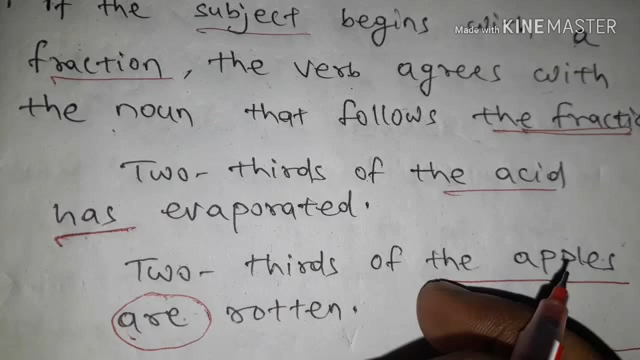 If the subject begins with a
Made with KINEMASTER
fraction, the verb agrees with
the noun that follows the fractio
Two-thirds of the acid
has evaporated.
Two-thirds of the apples
are rotten.